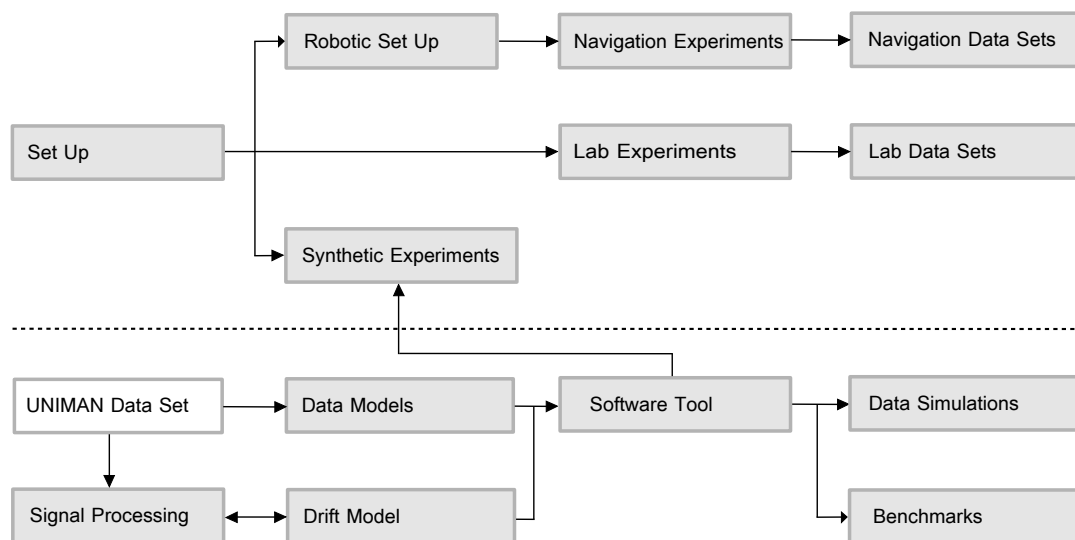 Robotic Set Up
Navigation Experiments
Navigation Data Sets
Set Up
Lab Experiments
Lab Data Sets
Synthetic Experiments
UNIMAN Data Set
Data Models
Software Tool
Data Simulations
Signal Processing
Drift Model
Benchmarks